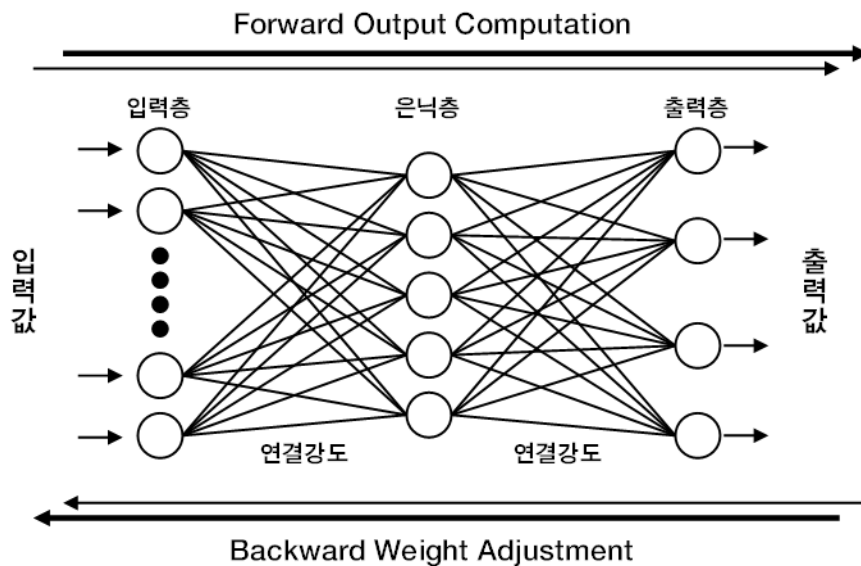 Forward Output Computation
입력층
은닉층
출력층
입력값
출력값
연결강도
연결강도
Backward Weight Adjustment